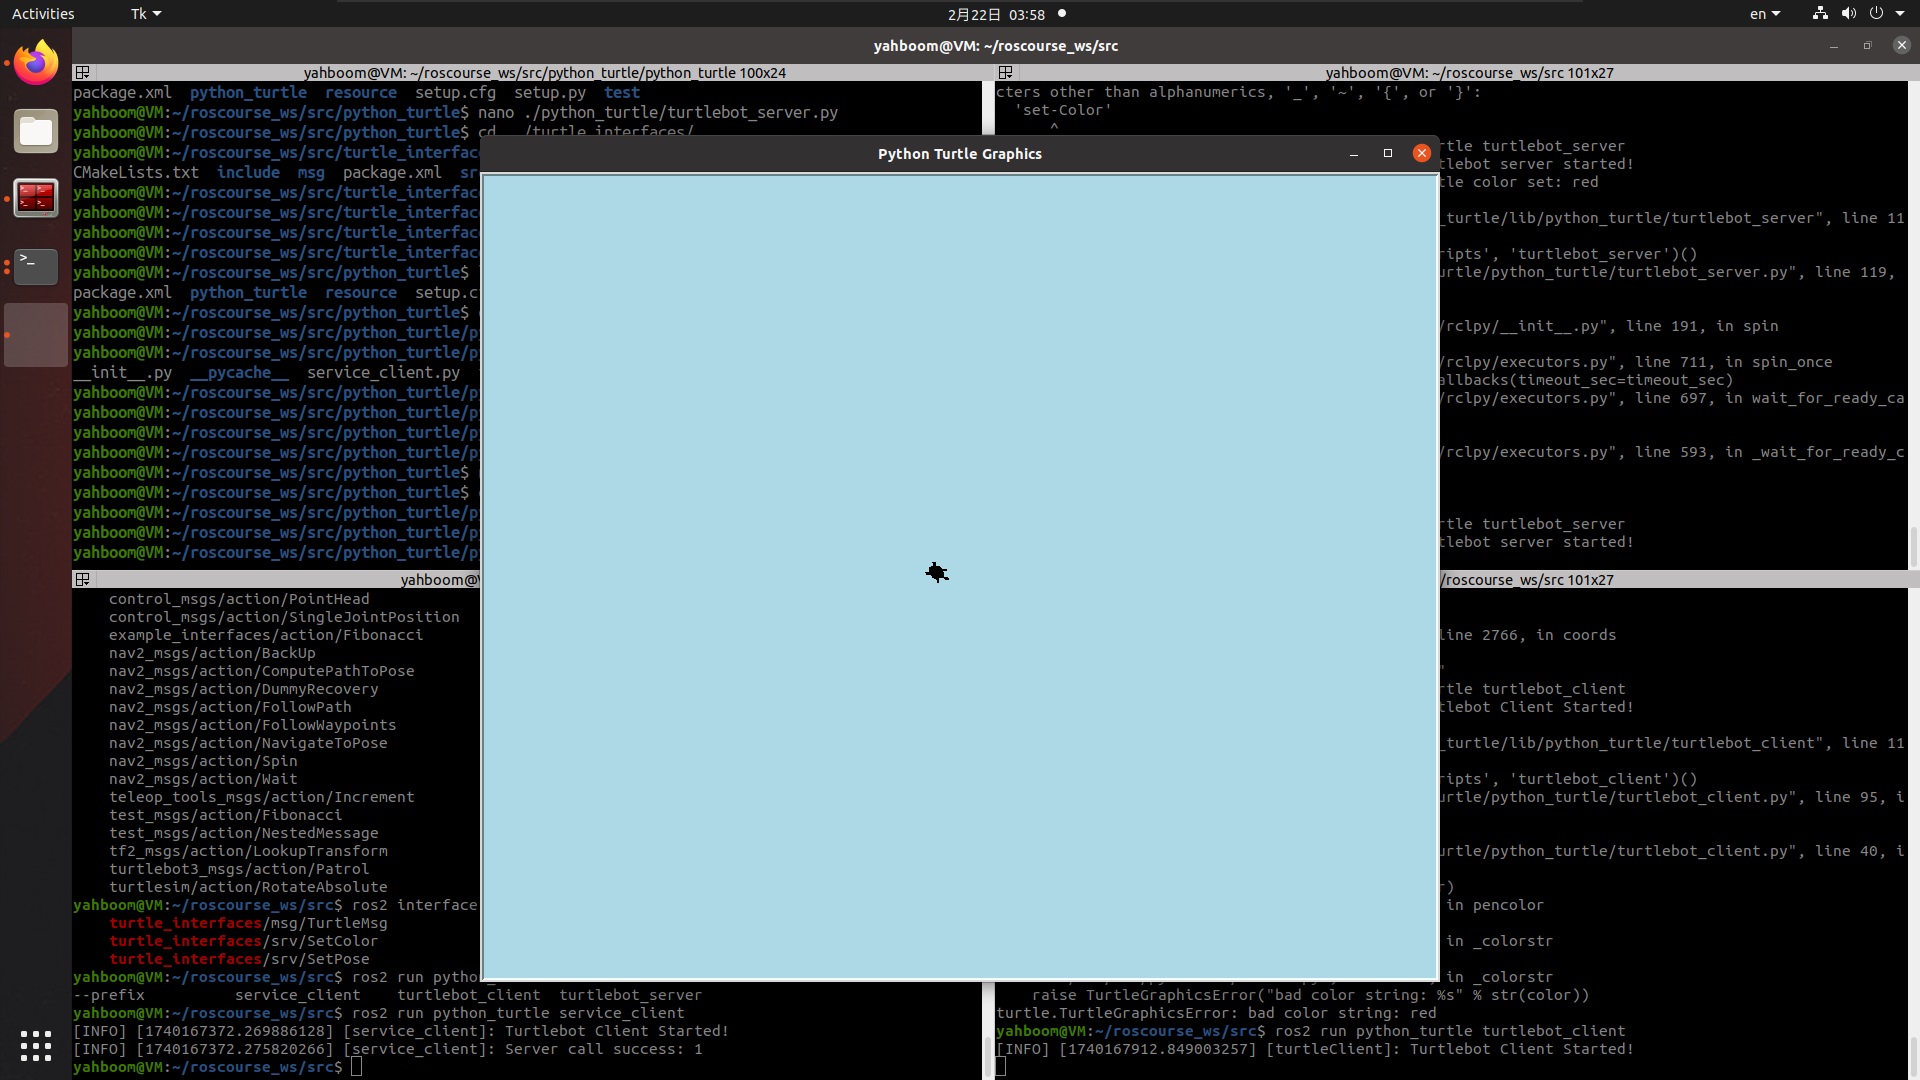 Activities
Tk
2月22日 03:58
en
yahboom@VM: ~/roscourse_ws/src
yahboom@VM: ~/roscourse_ws/src/python_turtle/python_turtle 100x24
package.xml python_turtle resource setup.cfg setup.py test
yahboom@VM:~/roscourse_ws/src/python_turtle$ nano ./python_turtle/turtlebot_server.py
yahboom@VM:~/roscourse_ws/src/python_turtle$ cd ../turtle_interfaces/
yahboom@VM:~/roscourse_ws/src/turtle_interfac
CMakeLists.txt include msg package.xml sr
yahboom@VM:~/roscourse_ws/src/turtle_interfac
yahboom@VM:~/roscourse_ws/src/turtle_interfac
yahboom@VM:~/roscourse_ws/src/turtle_interfac
yahboom@VM:~/roscourse_ws/src/turtle_interfac
yahboom@VM:~/roscourse_ws/src/python_turtle$
package.xml python_turtle resource setup.c
yahboom@VM:~/roscourse_ws/src/python_turtle$
yahboom@VM:~/roscourse_ws/src/python_turtle/p
yahboom@VM:~/roscourse_ws/src/python_turtle/p
__init__.py __pycache__ service_client.py
yahboom@VM:~/roscourse_ws/src/python_turtle/p
yahboom@VM:~/roscourse_ws/src/python_turtle/p
yahboom@VM:~/roscourse_ws/src/python_turtle/p
yahboom@VM:~/roscourse_ws/src/python_turtle/p
yahboom@VM:~/roscourse_ws/src/python_turtle$
yahboom@VM:~/roscourse_ws/src/python_turtle$
yahboom@VM:~/roscourse_ws/src/python_turtle/p
yahboom@VM:~/roscourse_ws/src/python_turtle/p
yahboom@VM:~/roscourse_ws/src/python_turtle/p
yahboom@VM: ~/roscourse_ws/src 101x27
cters other than alphanumerics, '_', '~', '{', or '}':
'set-Color'
^
rtle turtlebot_server
tlebot server started!
tle color set: red
_turtle/lib/python_turtle/turtlebot_server", line 11
ripts', 'turtlebot_server')()
urtle/python_turtle/turtlebot_server.py", line 119,
/rclpy/__init__.py", line 191, in spin
/rclpy/executors.py", line 711, in spin_once
allbacks(timeout_sec=timeout_sec)
/rclpy/executors.py", line 697, in wait_for_ready_ca
/rclpy/executors.py", line 593, in _wait_for_ready_c
rtle turtlebot_server
tlebot server started!
Python Turtle Graphics
yahboom@V
control_msgs/action/PointHead
control_msgs/action/SingleJointPosition
example_interfaces/action/Fibonacci
nav2_msgs/action/BackUp
nav2_msgs/action/ComputePathToPose
nav2_msgs/action/DummyRecovery
nav2_msgs/action/FollowPath
nav2_msgs/action/FollowWaypoints
nav2_msgs/action/NavigateToPose
nav2_msgs/action/Spin
nav2_msgs/action/Wait
teleop_tools_msgs/action/Increment
test_msgs/action/Fibonacci
test_msgs/action/NestedMessage
tf2_msgs/action/LookupTransform
turtlebot3_msgs/action/Patrol
turtlesim/action/RotateAbsolute
yahboom@VM:~/roscourse_ws/src$ ros2 interface
turtle_interfaces/msg/TurtleMsg
turtle_interfaces/srv/SetColor
turtle_interfaces/srv/SetPose
yahboom@VM:~/roscourse_ws/src$ ros2 run python_
--prefix service_client turtlebot_client turtlebot_server
yahboom@VM:~/roscourse_ws/src$ ros2 run python_turtle service_client
[INFO] [1740167372.269886128] [service_client]: Turtlebot Client Started!
[INFO] [1740167372.275820266] [service_client]: Server call success: 1
yahboom@VM:~/roscourse_ws/src$
/roscourse_ws/src 101x27
line 2766, in coords
"
rtle turtlebot_client
tlebot Client Started!
_turtle/lib/python_turtle/turtlebot_client", line 11
ripts', 'turtlebot_client')()
urtle/python_turtle/turtlebot_client.py", line 95, i
urtle/python_turtle/turtlebot_client.py", line 40, i
r)
in pencolor
in _colorstr
in _colorstr
raise TurtleGraphicsError("bad color string: %s" % str(color))
turtle.TurtleGraphicsError: bad color string: red
yahboom@VM:~/roscourse_ws/src$ ros2 run python_turtle turtlebot_client
[INFO] [1740167912.849003257] [turtleClient]: Turtlebot Client Started!